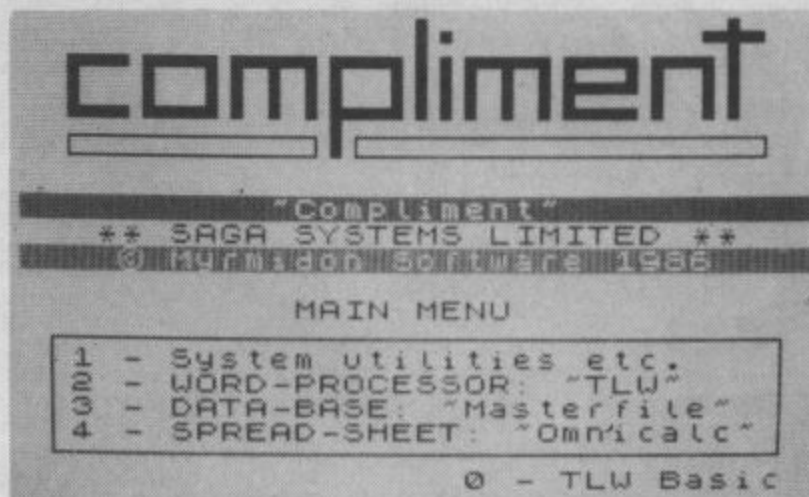 compliment
"Compliment"
** SAGA SYSTEMS LIMITED **
© Myrmidon Software 1986
MAIN MENU
1 - System utilities etc.
2 - WORD-PROCESSOR: "TLW"
3 - DATA-BASE: "Masterfile"
4 - SPREAD-SHEET: "Omnicalc"
0 - TLW Basic